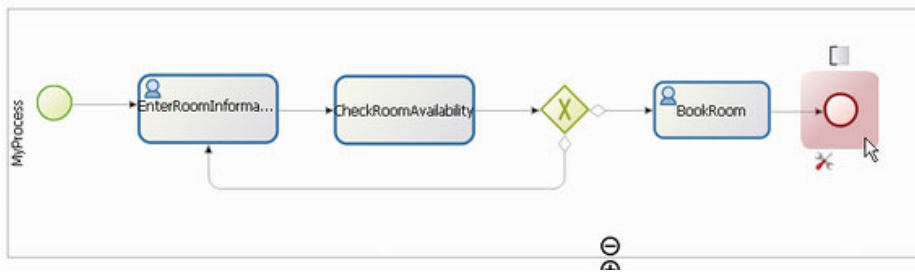 MyProcess
EnterRoomInforma...
CheckRoomAvailability
X
BookRoom